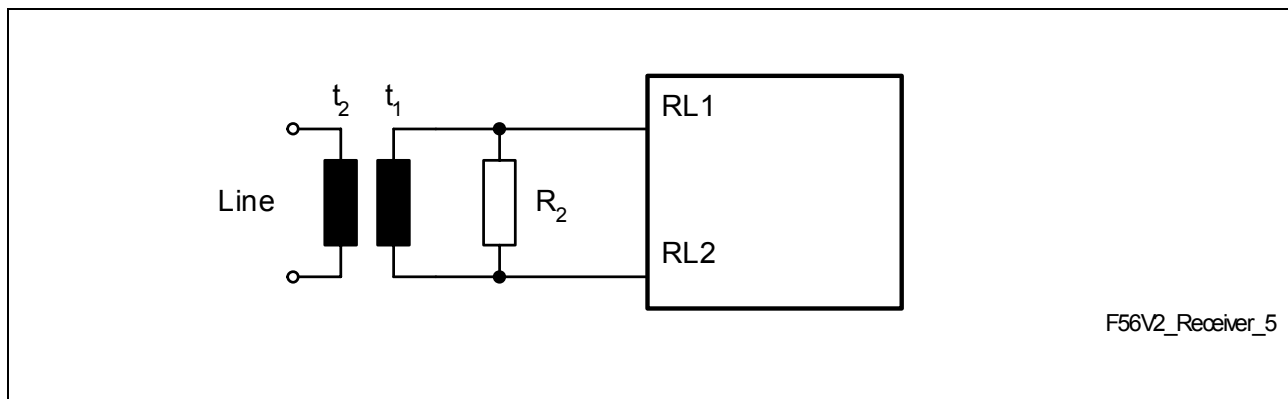 t2 t1
RL1
Line
R2
RL2
F56V2_Receiver_5